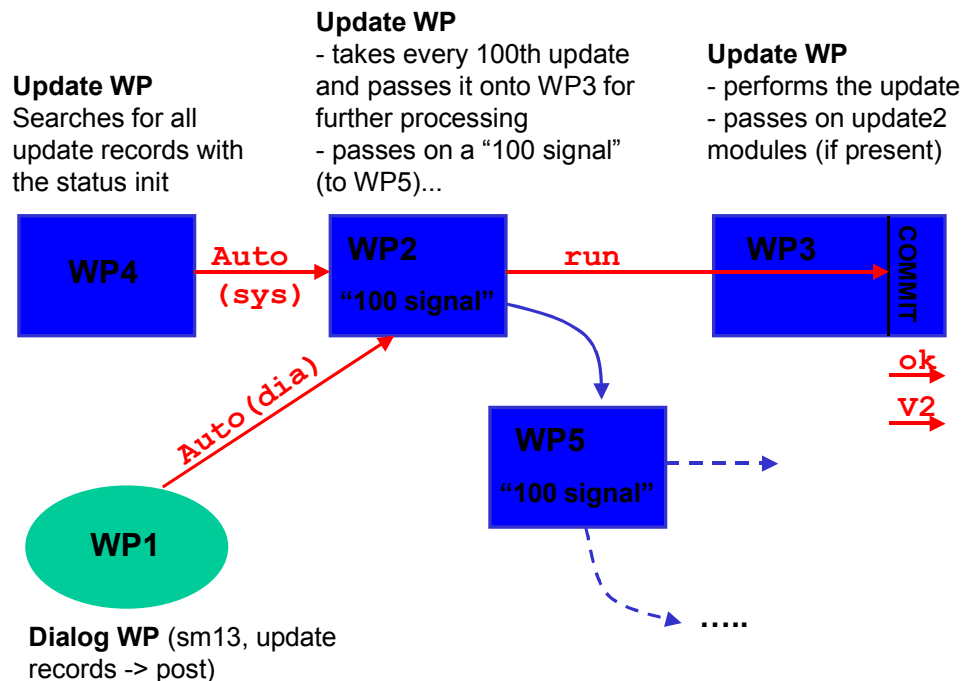 Update WP
Searches for all
update records with
the status init
Update WP
- takes every 100th update
and passes it onto WP3 for
further processing
- passes on a “100 signal”
(to WP5)...
Update WP
- performs the update
- passes on update2
modules (if present)
WP4
Auto
(sys)
WP2
“100 signal”
run
WP3
COMMIT
ok
V2
Auto(dia)
WP5
“100 signal”
WP1
…..
Dialog WP (sm13, update
records -> post)